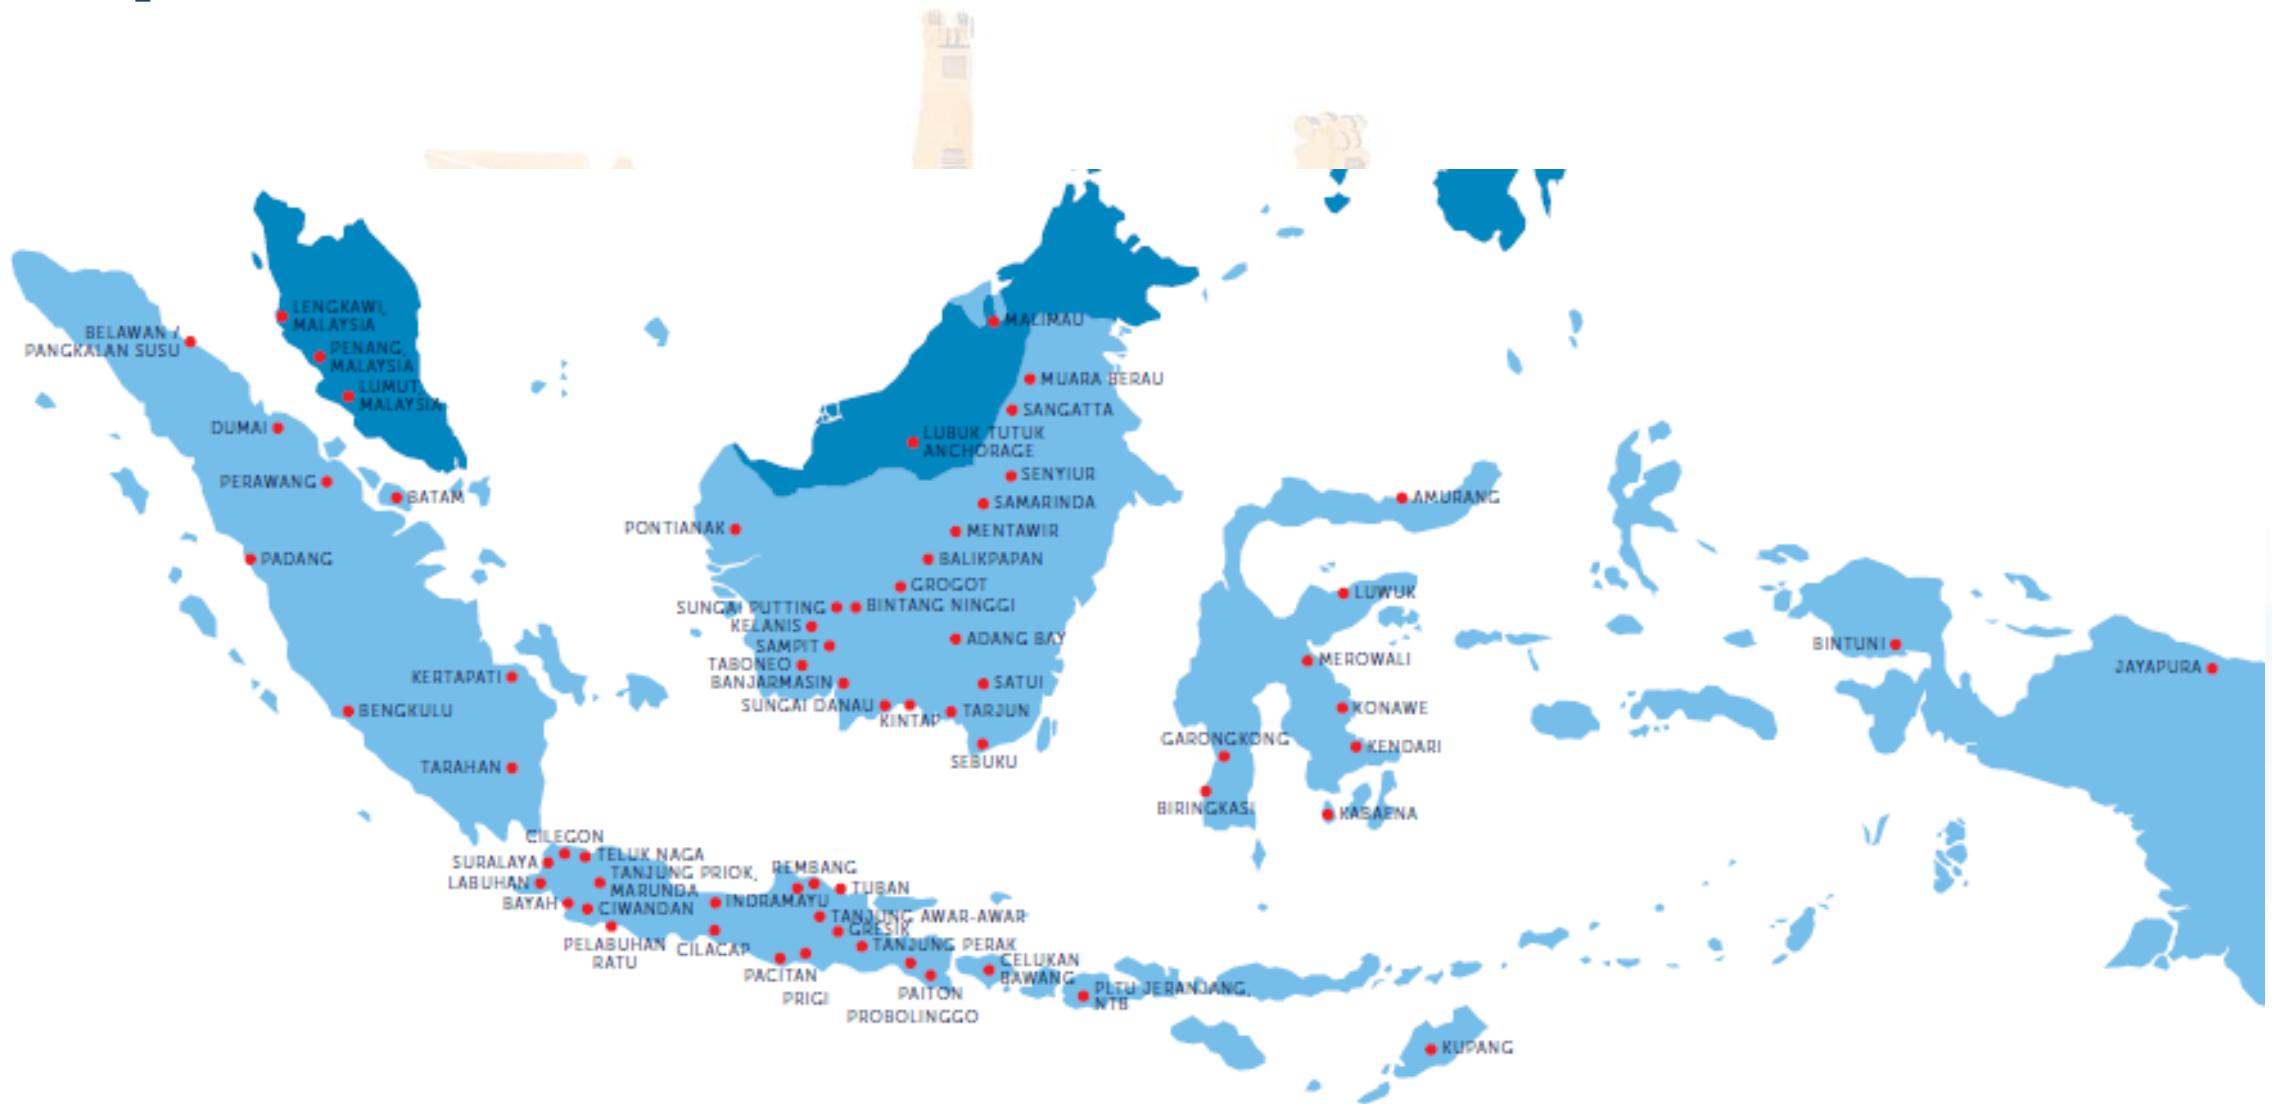 LENGKAWI,
MALAYSIA
BELAWAN /
PANGKALAN SUSU
PENANG,
MALAYSIA
LUMUT,
MALAYSIA
DUMAI
PERAWANG
BATAM
PADANG
KERTAPATI
BENGKULU
TARAHAN
MALIMAU
MUARA BERAU
SANGATTA
LUBUK TUTUK
ANCHORAGE
SENYIUR
SAMARINDA
PONTIANAK
MENTAWIR
BALIKPAPAN
GROGOT
SUNGAI PUTTING
BINTANG NINGGI
KELANIS
ADANG BAY
SAMPIT
TABONEO
BANJARMASIN
SATUI
SUNGAI DANAU
KINTAP
TARJUN
SEBUKU
AMURANG
LUWUK
MEROWALI
KONAWE
GARONGKONG
KENDARI
BIRINGKASI
KABAENA
BINTUNI
JAYAPURA
CILEGON
SURALAYA
TELUK NAGA
LABUHAN
TANJUNG PRIOK,
MARUNDA
REMBANG
TUBAN
BAYAH
CIWANDAN
INDRAMAYU
TANJUNG AWAR-AWAR
GRESIK
PELABUHAN
RATU
CILACAP
TANJUNG PERAK
PACITAN
PRIGI
PAITON
PROBOLINGGO
CELUKAN
BAWANG
PLTU JERANJANG,
NTB
KUPANG